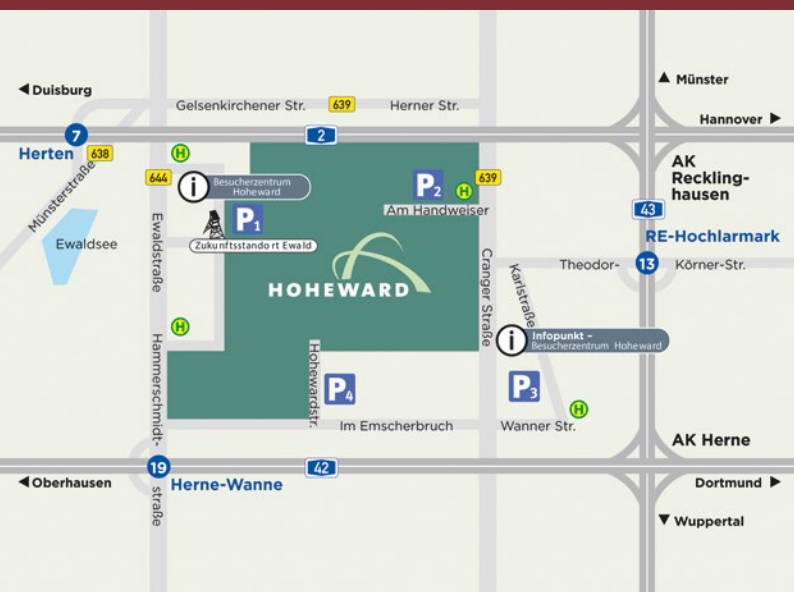 Duisburg
Münster
Gelsenkirchener Str.
639
Herner Str.
Hannover
7
2
Herten
638
H
AK
Reckling-
hausen
644
i
Besucherzentrum
Hoheward
P2
H
639
Münsterstraße
P1
Am Handweiser
43
Ewaldsee
Ewaldstraße
Zukunftsstandort Ewald
RE-Hochlarmark
Cranger Straße
Theodor-
13
Körner-Str.
HOHEWARD
Karlstraße
H
i
Infopunkt –
Besucherzentrum Hoheward
Hammerschmidt-
straße
Hohewardstr.
P4
P3
H
Im Emscherbruch
Wanner Str.
AK Herne
19
42
Oberhausen
Herne-Wanne
Dortmund
Wuppertal